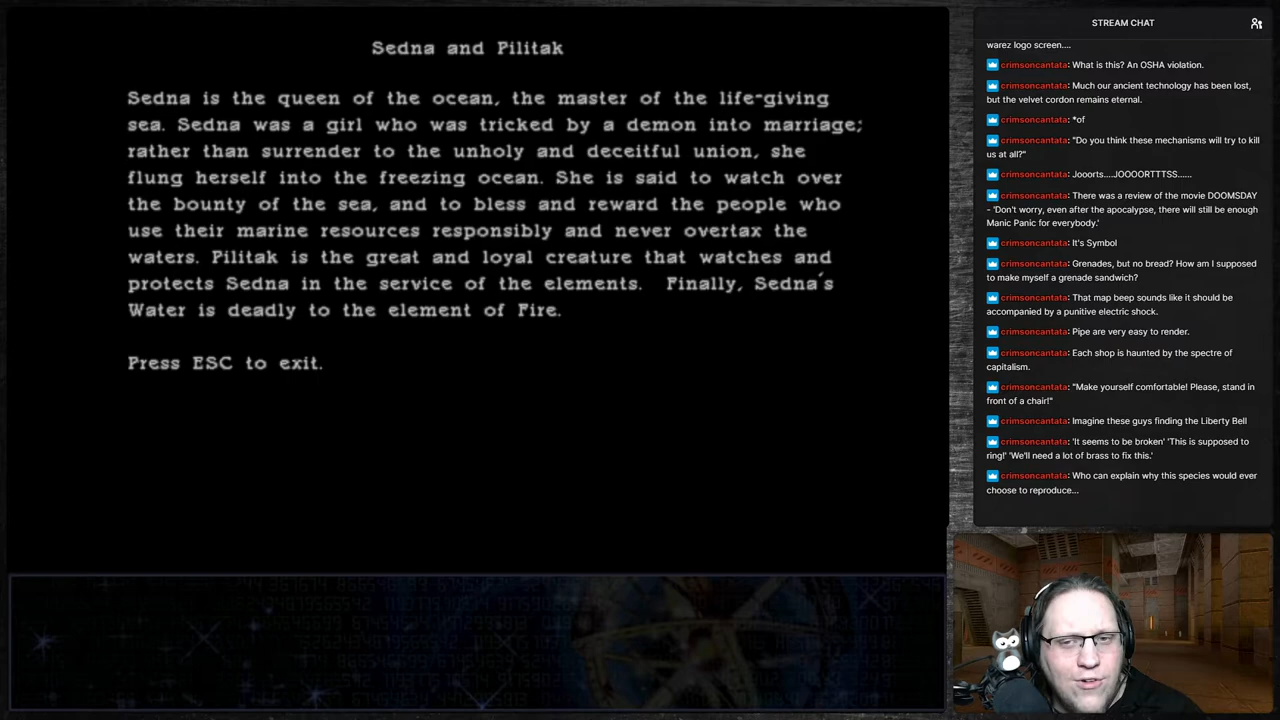 Sedna and Pilitak
Sedna is the queen of the ocean, the master of the life-giving
sea. Sedna was a girl who was tricked by a demon into marriage;
rather than surrender to the unholy and deceitful union, she
flung herself into the freezing ocean. She is said to watch over
the bounty of the sea, and to bless and reward the people who
use their marine resources responsibly and never overtax the
waters. Pilitak is the great and loyal creature that watches and
protects Sedna in the service of the elements. Finally, Sedna's
Water is deadly to the element of Fire.
Press ESC to exit.
STREAM CHAT
warez logo screen....
crimsoncantata: What is this? An OSHA violation.
crimsoncantata: Much our ancient technology has been lost,
but the velvet cordon remains eternal.
crimsoncantata: *of
crimsoncantata: "Do you think these mechanisms will try to kill
us at all?"
crimsoncantata: Jooorts....JOOOORTTTSS......
crimsoncantata: There was a review of the movie DOOMSDAY
- 'Don't worry, even after the apocalypse, there will still be enough
Manic Panic for everybody.'
crimsoncantata: It's Symbol
crimsoncantata: Grenades, but no bread? How am I supposed
to make myself a grenade sandwich?
crimsoncantata: That map beep sounds like it should be
accompanied by a punitive electric shock.
crimsoncantata: Pipe are very easy to render.
crimsoncantata: Each shop is haunted by the spectre of
capitalism.
crimsoncantata: "Make yourself comfortable! Please, stand in
front of a chair!"
crimsoncantata: Imagine these guys finding the Liberty Bell
crimsoncantata: 'It seems to be broken' 'This is supposed to
ring!' 'We'll need a lot of brass to fix this.'
crimsoncantata: Who can explain why this species would ever
choose to reproduce...